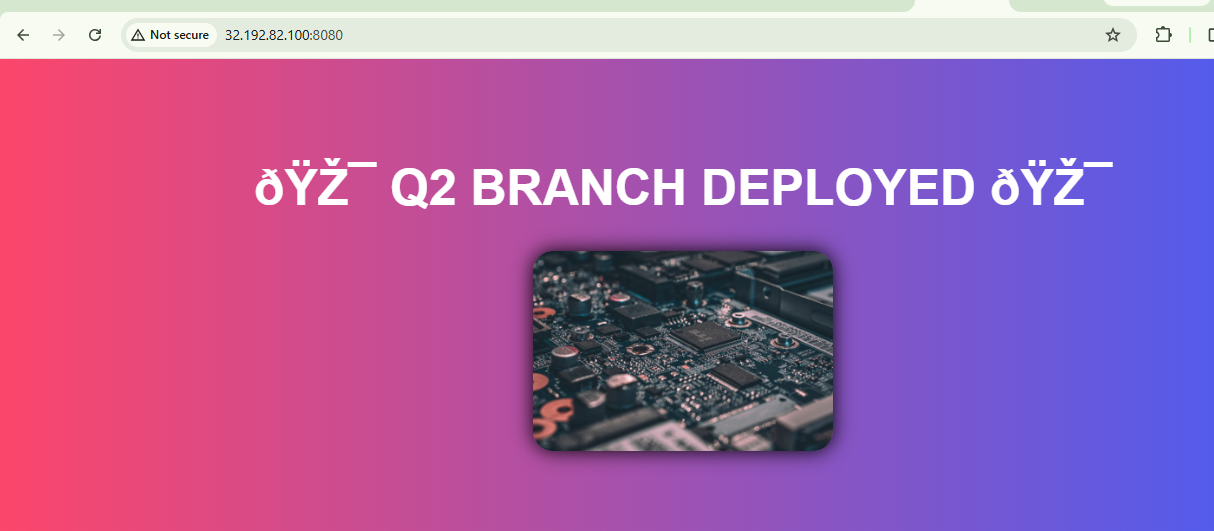 Not secure 32.192.82.100:8080
ðŸŽ¯ Q2 BRANCH DEPLOYED ðŸŽ¯